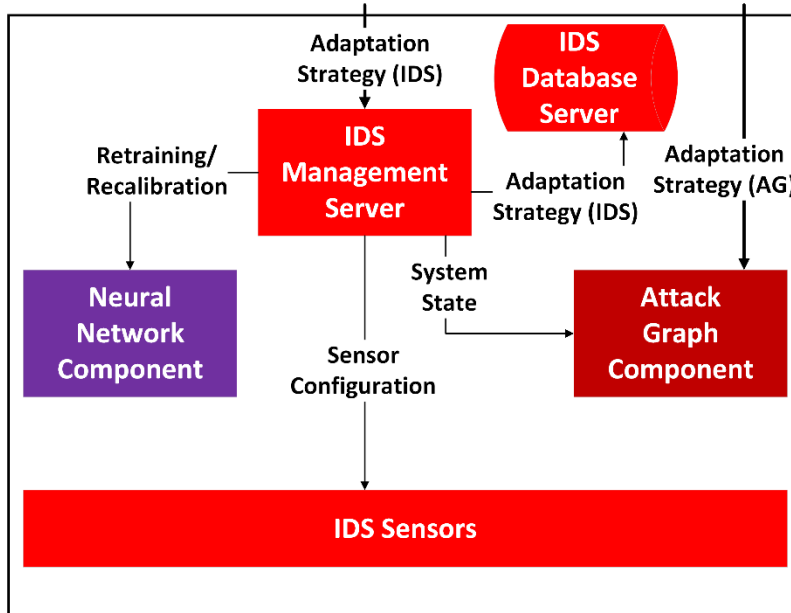 Adaptation
Strategy (IDS)
IDS
Database
Server
IDS
Management
Server
Retraining/
Recalibration
Adaptation
Strategy (IDS)
Adaptation
Strategy (AG)
System
State
Neural
Network
Component
Attack
Graph
Component
Sensor
Configuration
IDS Sensors